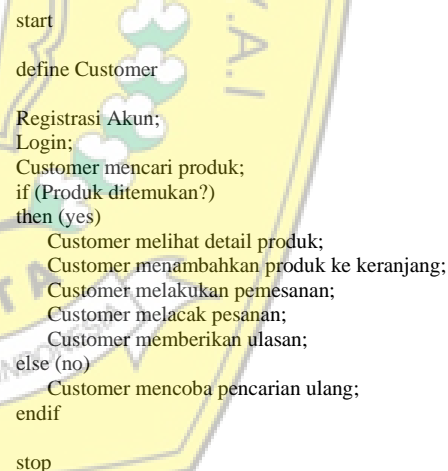 start
define Customer
Registrasi Akun;
Login;
Customer mencari produk;
if (Produk ditemukan?)
then (yes)
Customer melihat detail produk;
Customer menambahkan produk ke keranjang;
Customer melakukan pemesanan;
Customer melacak pesanan;
Customer memberikan ulasan;
else (no)
Customer mencoba pencarian ulang;
endif
stop